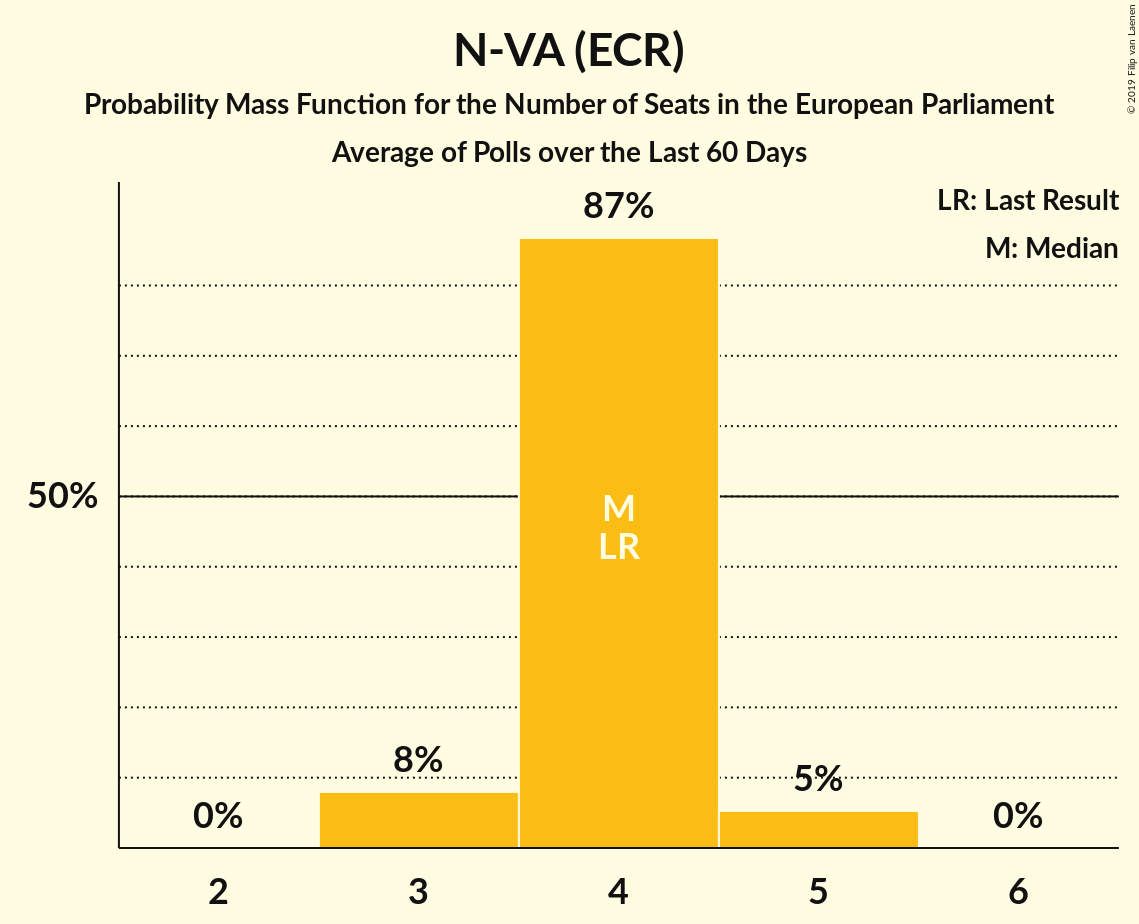 N-VA (ECR)
Probability Mass Function for the Number of Seats in the European Parliament
Average of Polls over the Last 60 Days
© 2019 Filip van Laenen
LR: Last Result
M: Median
87%
50%
M
LR
8%
5%
0%
0%
2 3 4 5 6